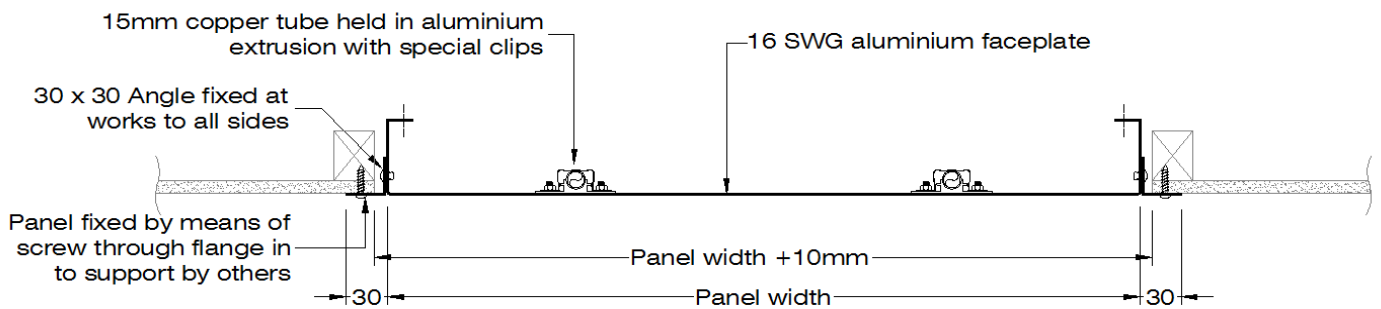 15mm copper tube held in aluminium
extrusion with special clips
16 SWG aluminium faceplate
30 x 30 Angle fixed at
works to all sides
Panel fixed by means of
screw through flange in
to support by others
Panel width +10mm
30
Panel width
30